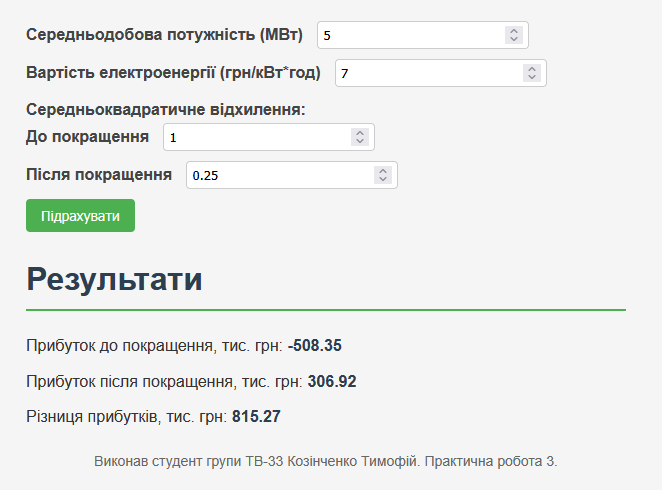 Середньодобова потужність (МВт) 5
Вартість електроенергії (грн/кВт*год) 7
Середньоквадратичне відхилення:
До покращення 1
Після покращення 0.25
Підрахувати
Результати
Прибуток до покращення, тис. грн: -508.35
Прибуток після покращення, тис. грн: 306.92
Різниця прибутків, тис. грн: 815.27
Виконав студент групи ТВ-33 Козінченко Тимофій. Практична робота 3.